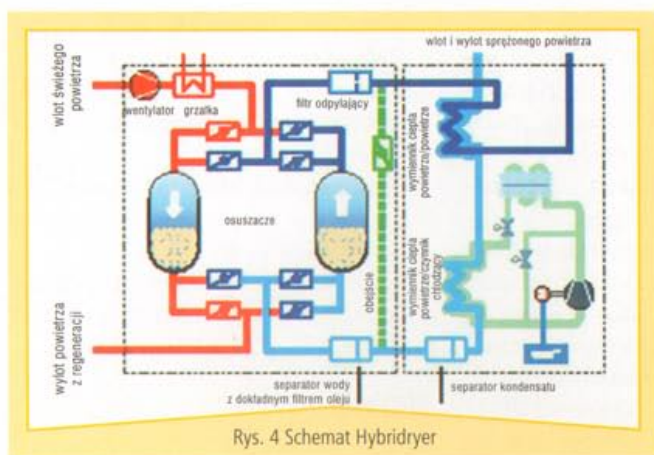 wlot i wylot sprężonego powietrza
wlot świeżego
powietrza
wentylator
grzałka
filtr odpylający
wymiennik ciepła
powietrze/powietrze
osuszacze
obejście
wymiennik ciepła
powietrze/czynnik
chłodzący
wylot powietrza
z regeneracji
separator wody
z dokładnym filtrem oleju
separator kondensatu
Rys. 4 Schemat Hybridryer